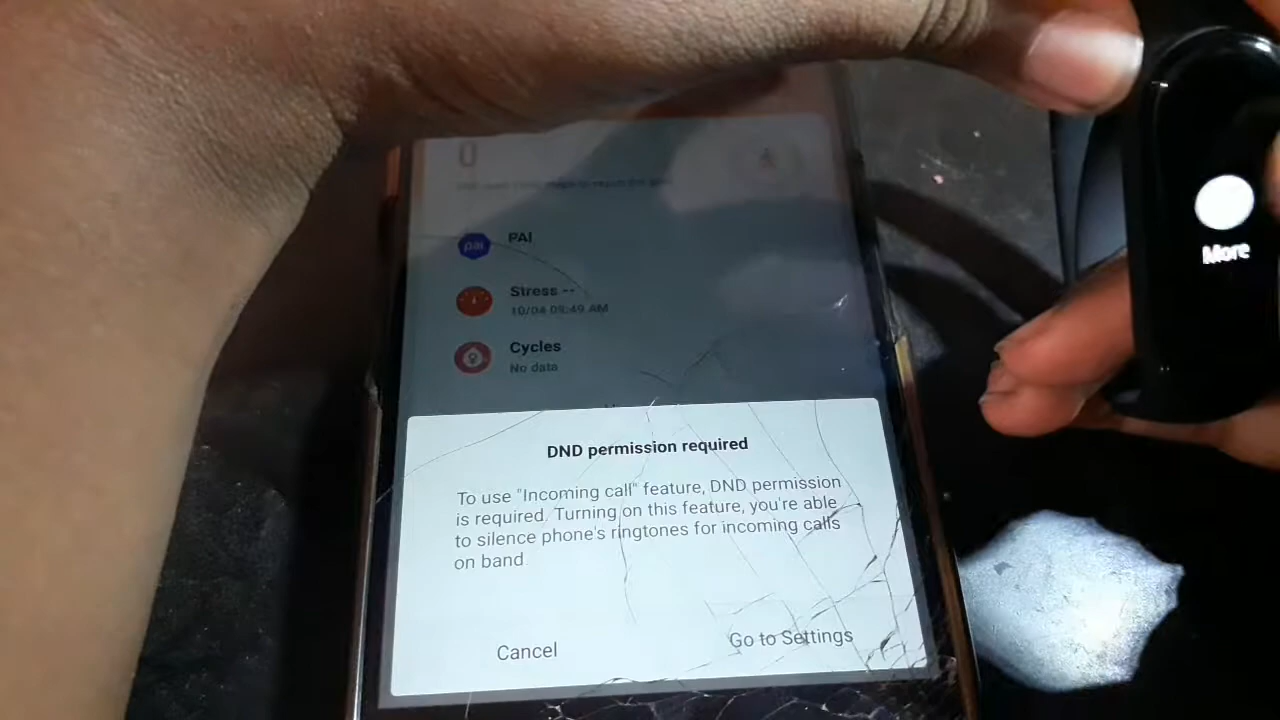 0
PAI
pai
Stress --
10/04 09:49 AM
Cycles
No data
DND permission required
To use "Incoming call" feature, DND permission
is required. Turning on this feature, you're able
to silence phone's ringtones for incoming calls
on band.
Cancel
Go to Settings
More